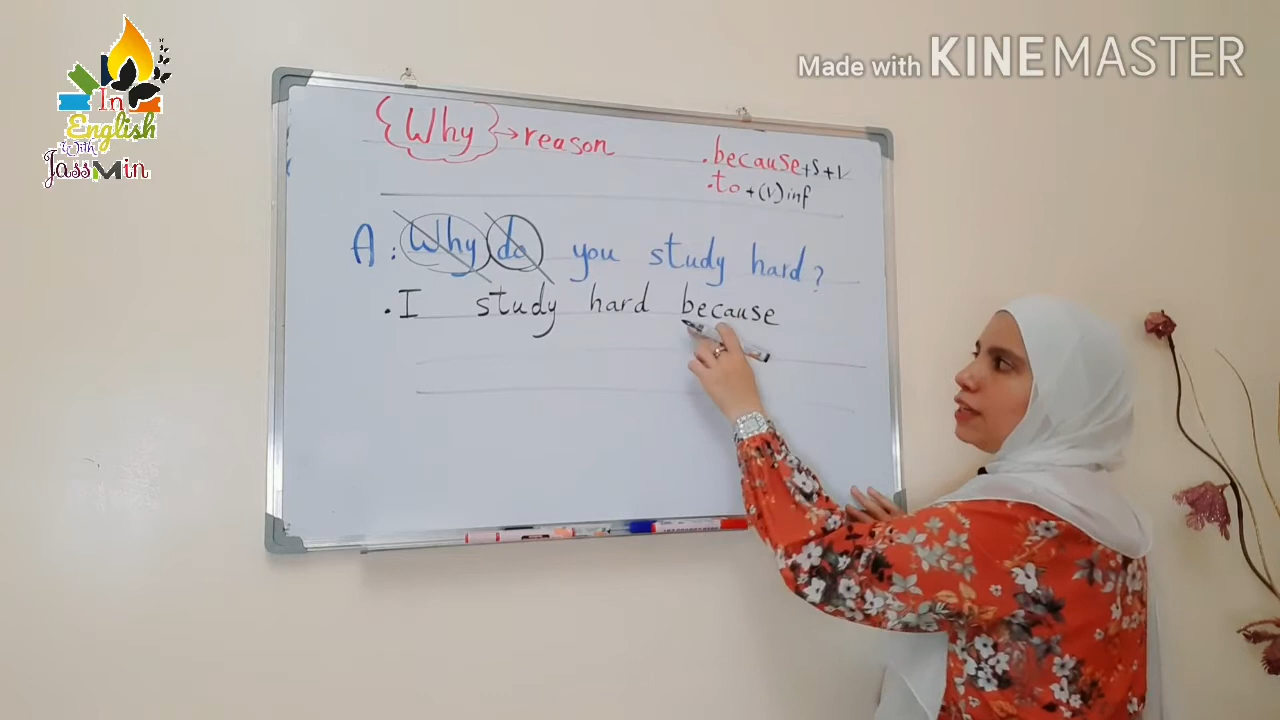 In
English
With
JassMin
Made with KINEMASTER
Why → reason
.because+S+V
.to+(V)inf
A: Why do you study hard?
.I study hard because